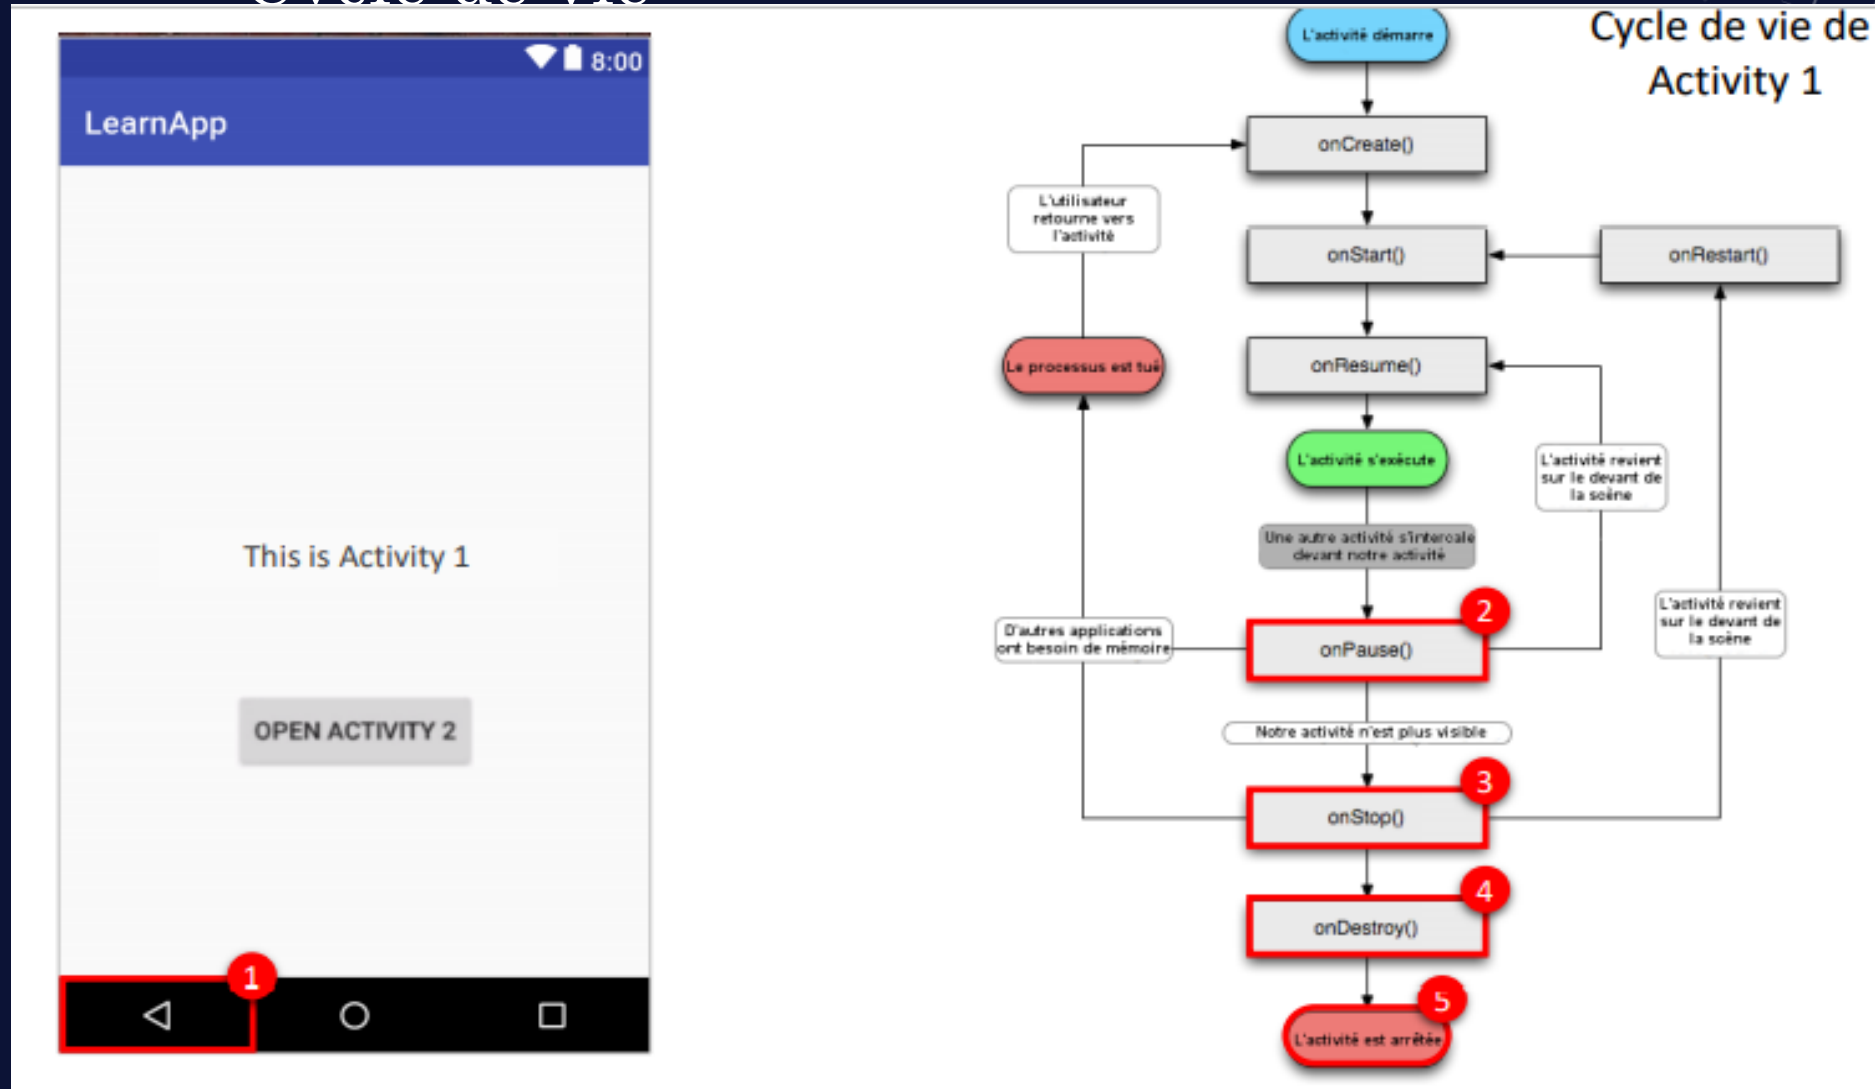 Cycle de vie
8:00
LearnApp
This is Activity 1
OPEN ACTIVITY 2
1
Cycle de vie de
Activity 1
L'activité démarre
onCreate()
L'utilisateur
retourne vers
l'activité
onStart()
onRestart()
Le processus est tué
onResume()
L'activité s'exécute
L'activité revient
sur le devant de
la scène
Une autre activité s'intercale
devant notre activité
2
D'autres applications
ont besoin de mémoire
onPause()
L'activité revient
sur le devant de
la scène
Notre activité n'est plus visible
3
onStop()
4
onDestroy()
5
L'activité est arrêtée